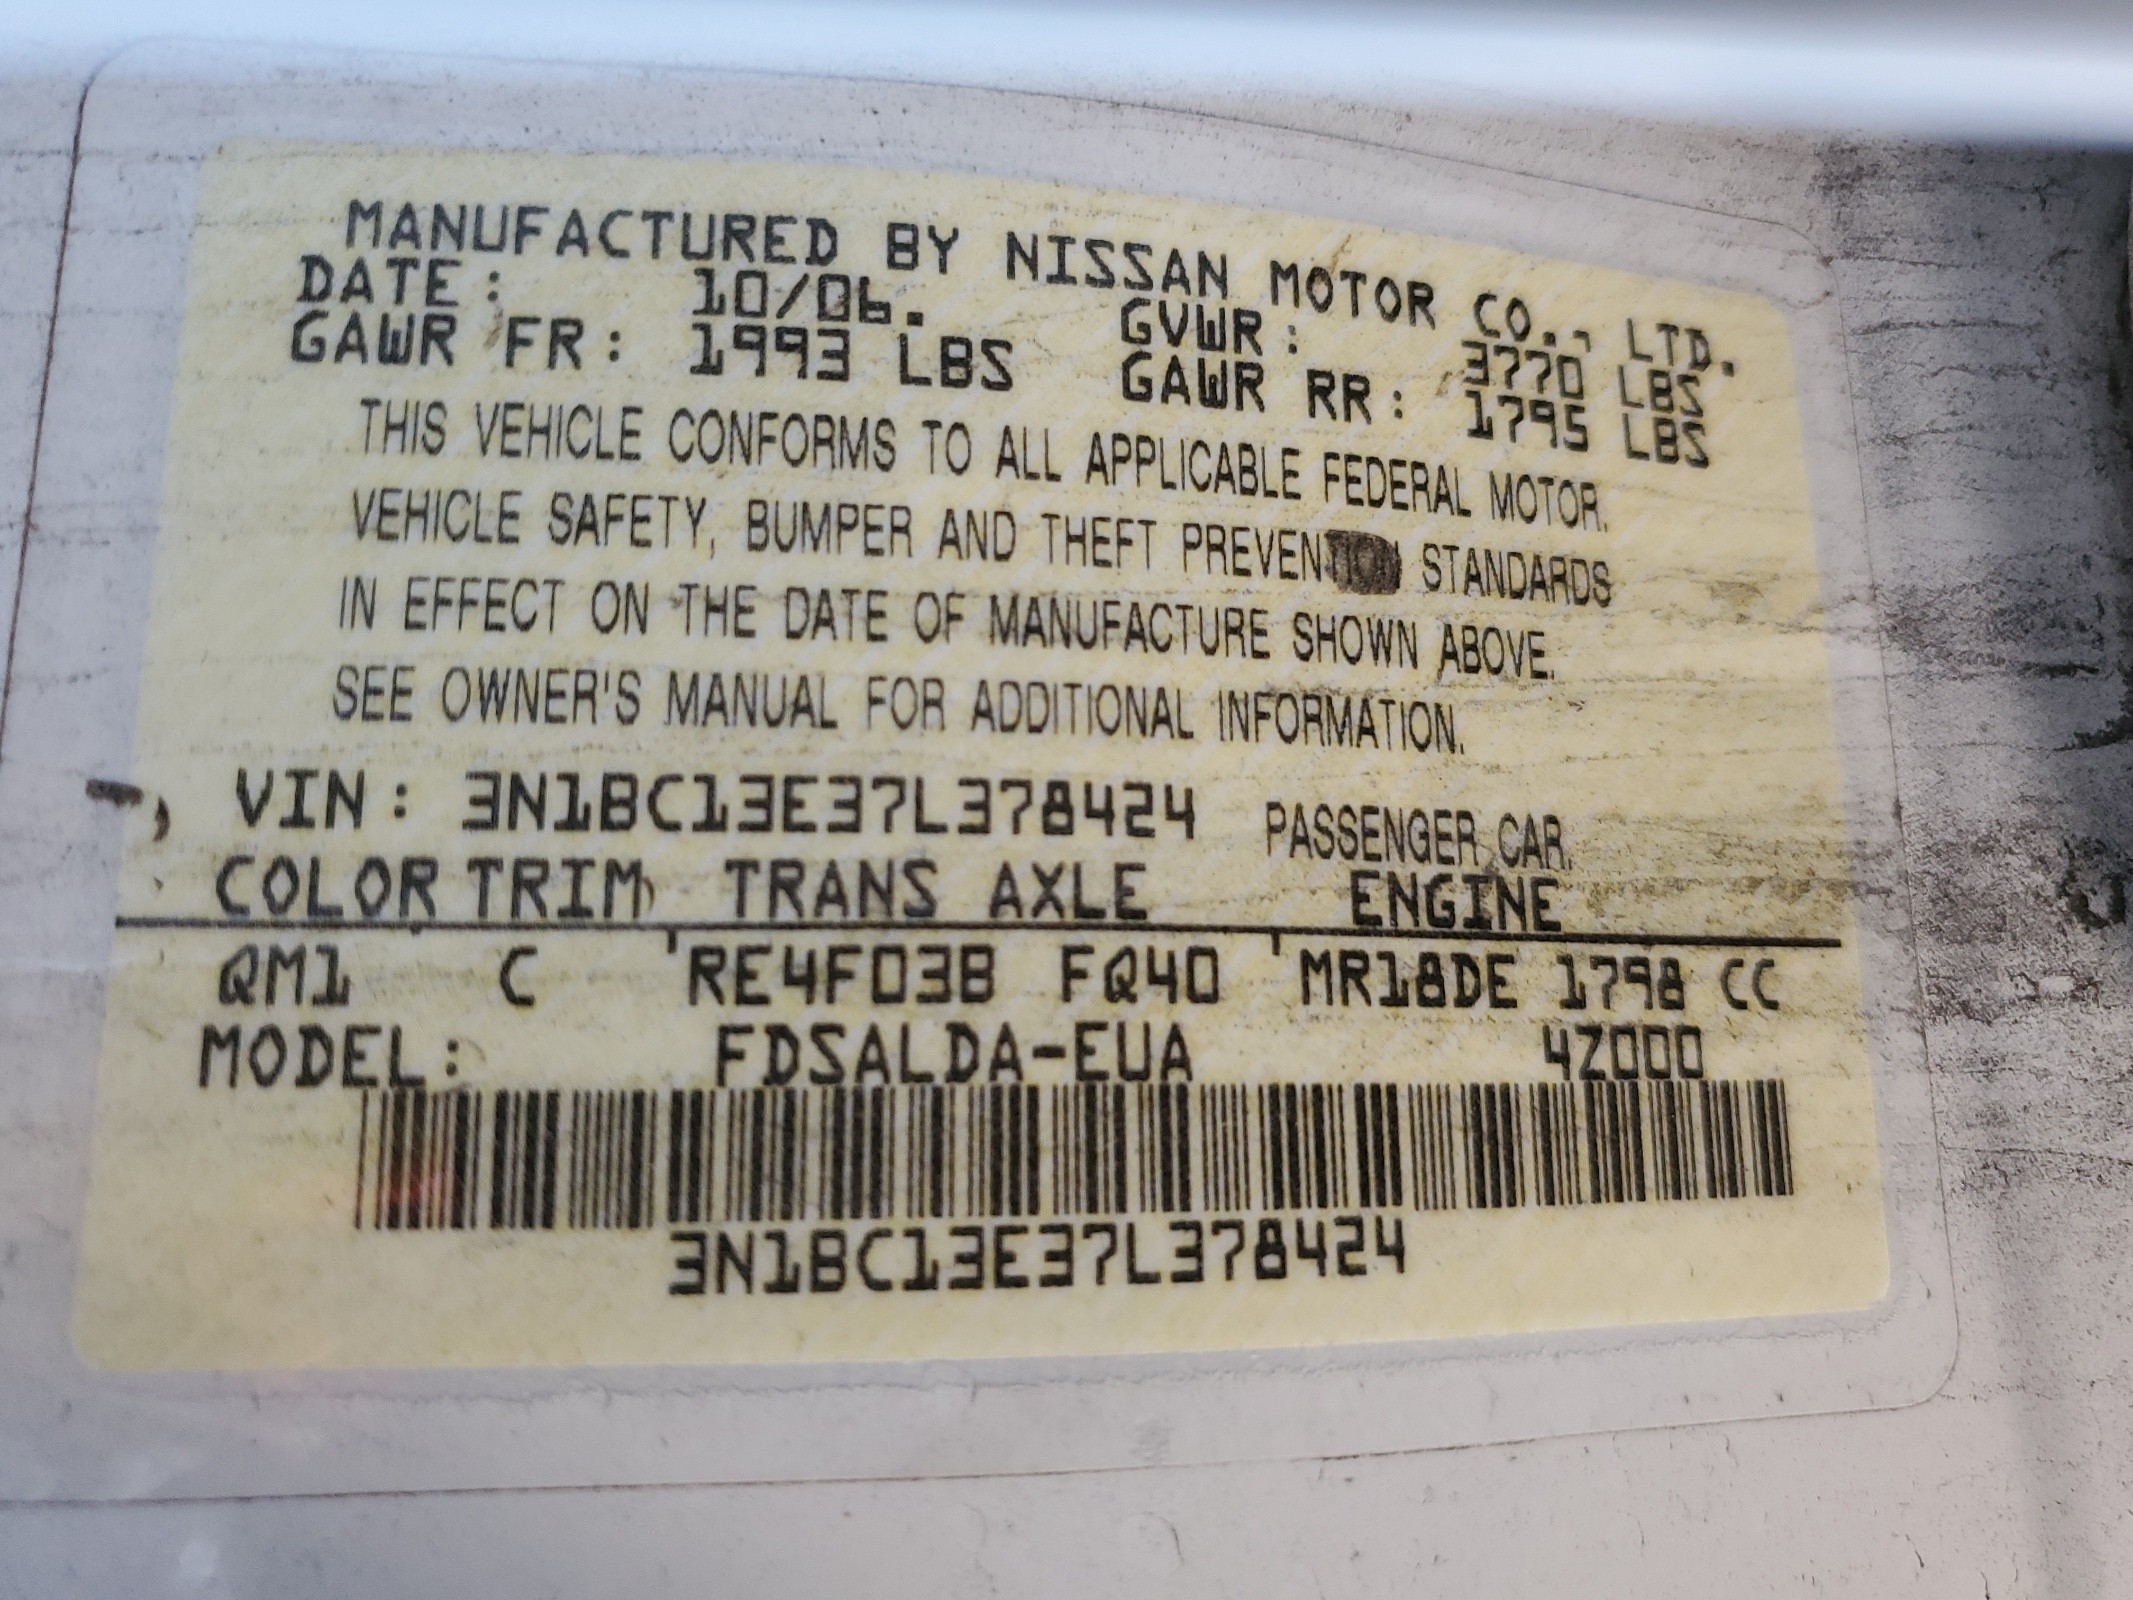 MANUFACTURED BY NISSAN MOTOR CO., LTD.
DATE: 10/06. GVWR: 3770 LBS
GAWR FR: 1993 LBS GAWR RR: 1795 LBS
THIS VEHICLE CONFORMS TO ALL APPLICABLE FEDERAL MOTOR.
VEHICLE SAFETY, BUMPER AND THEFT PREVENTION STANDARDS
IN EFFECT ON THE DATE OF MANUFACTURE SHOWN ABOVE.
SEE OWNER'S MANUAL FOR ADDITIONAL INFORMATION.
VIN: 3N1BC13E37L378424 PASSENGER CAR.
COLOR TRIM TRANS AXLE ENGINE
QM1 C RE4F03B FQ40 MR18DE 1798 CC
MODEL: FDSALDA-EUA 4Z000
3N1BC13E37L378424